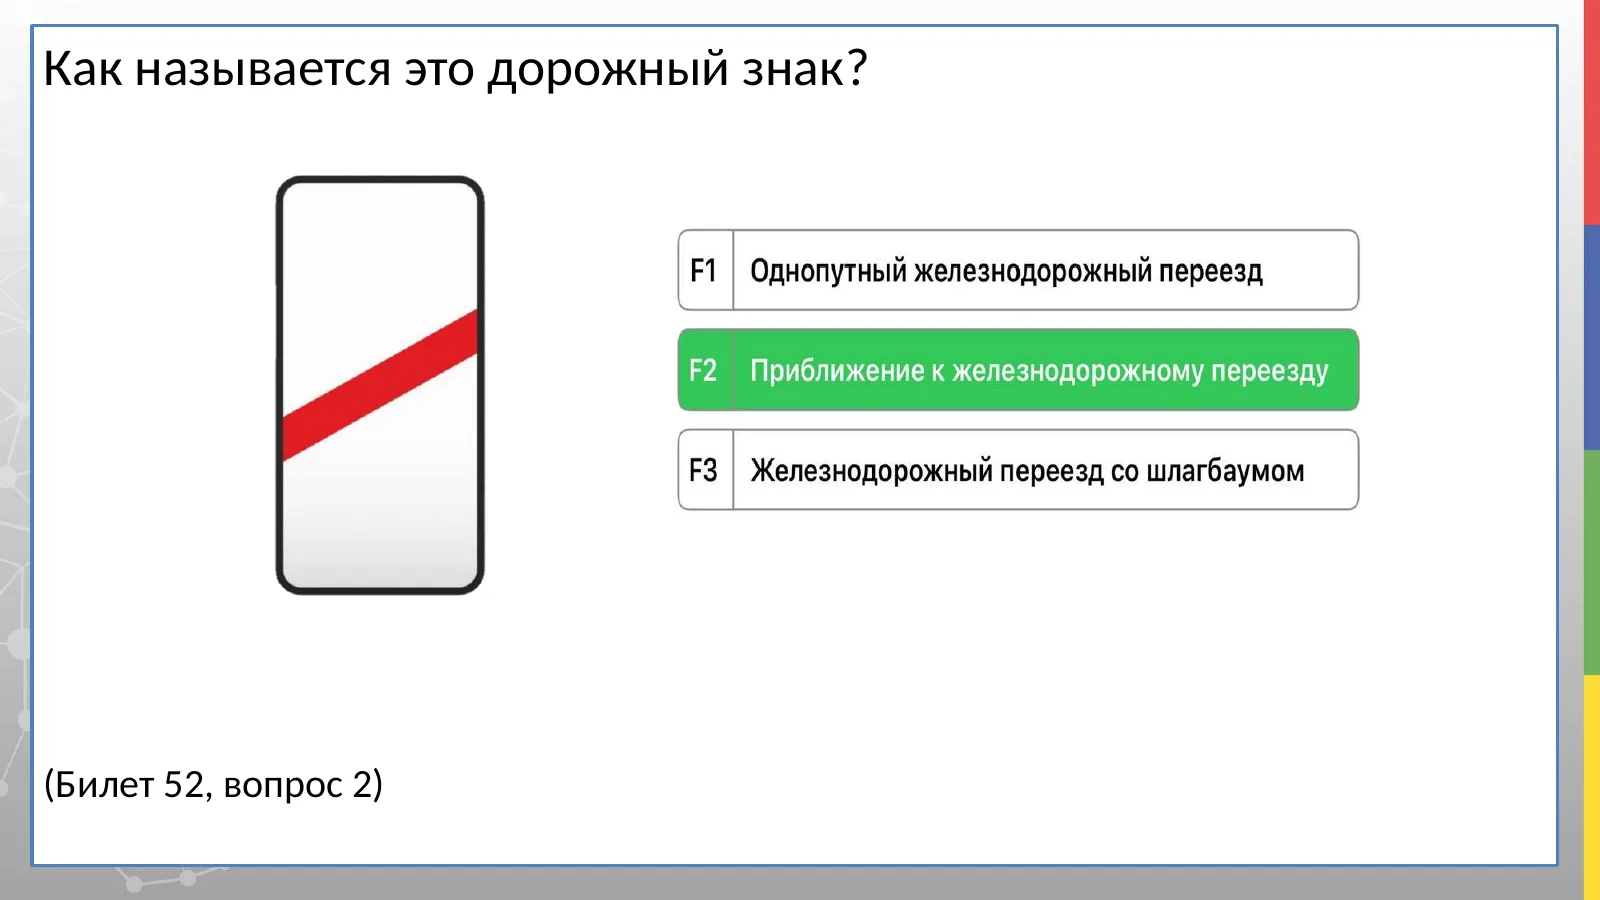 Как называется это дорожный знак?
F1 Однопутный железнодорожный переезд
F2 Приближение к железнодорожному переезду
F3 Железнодорожный переезд со шлагбаумом
(Билет 52, вопрос 2)